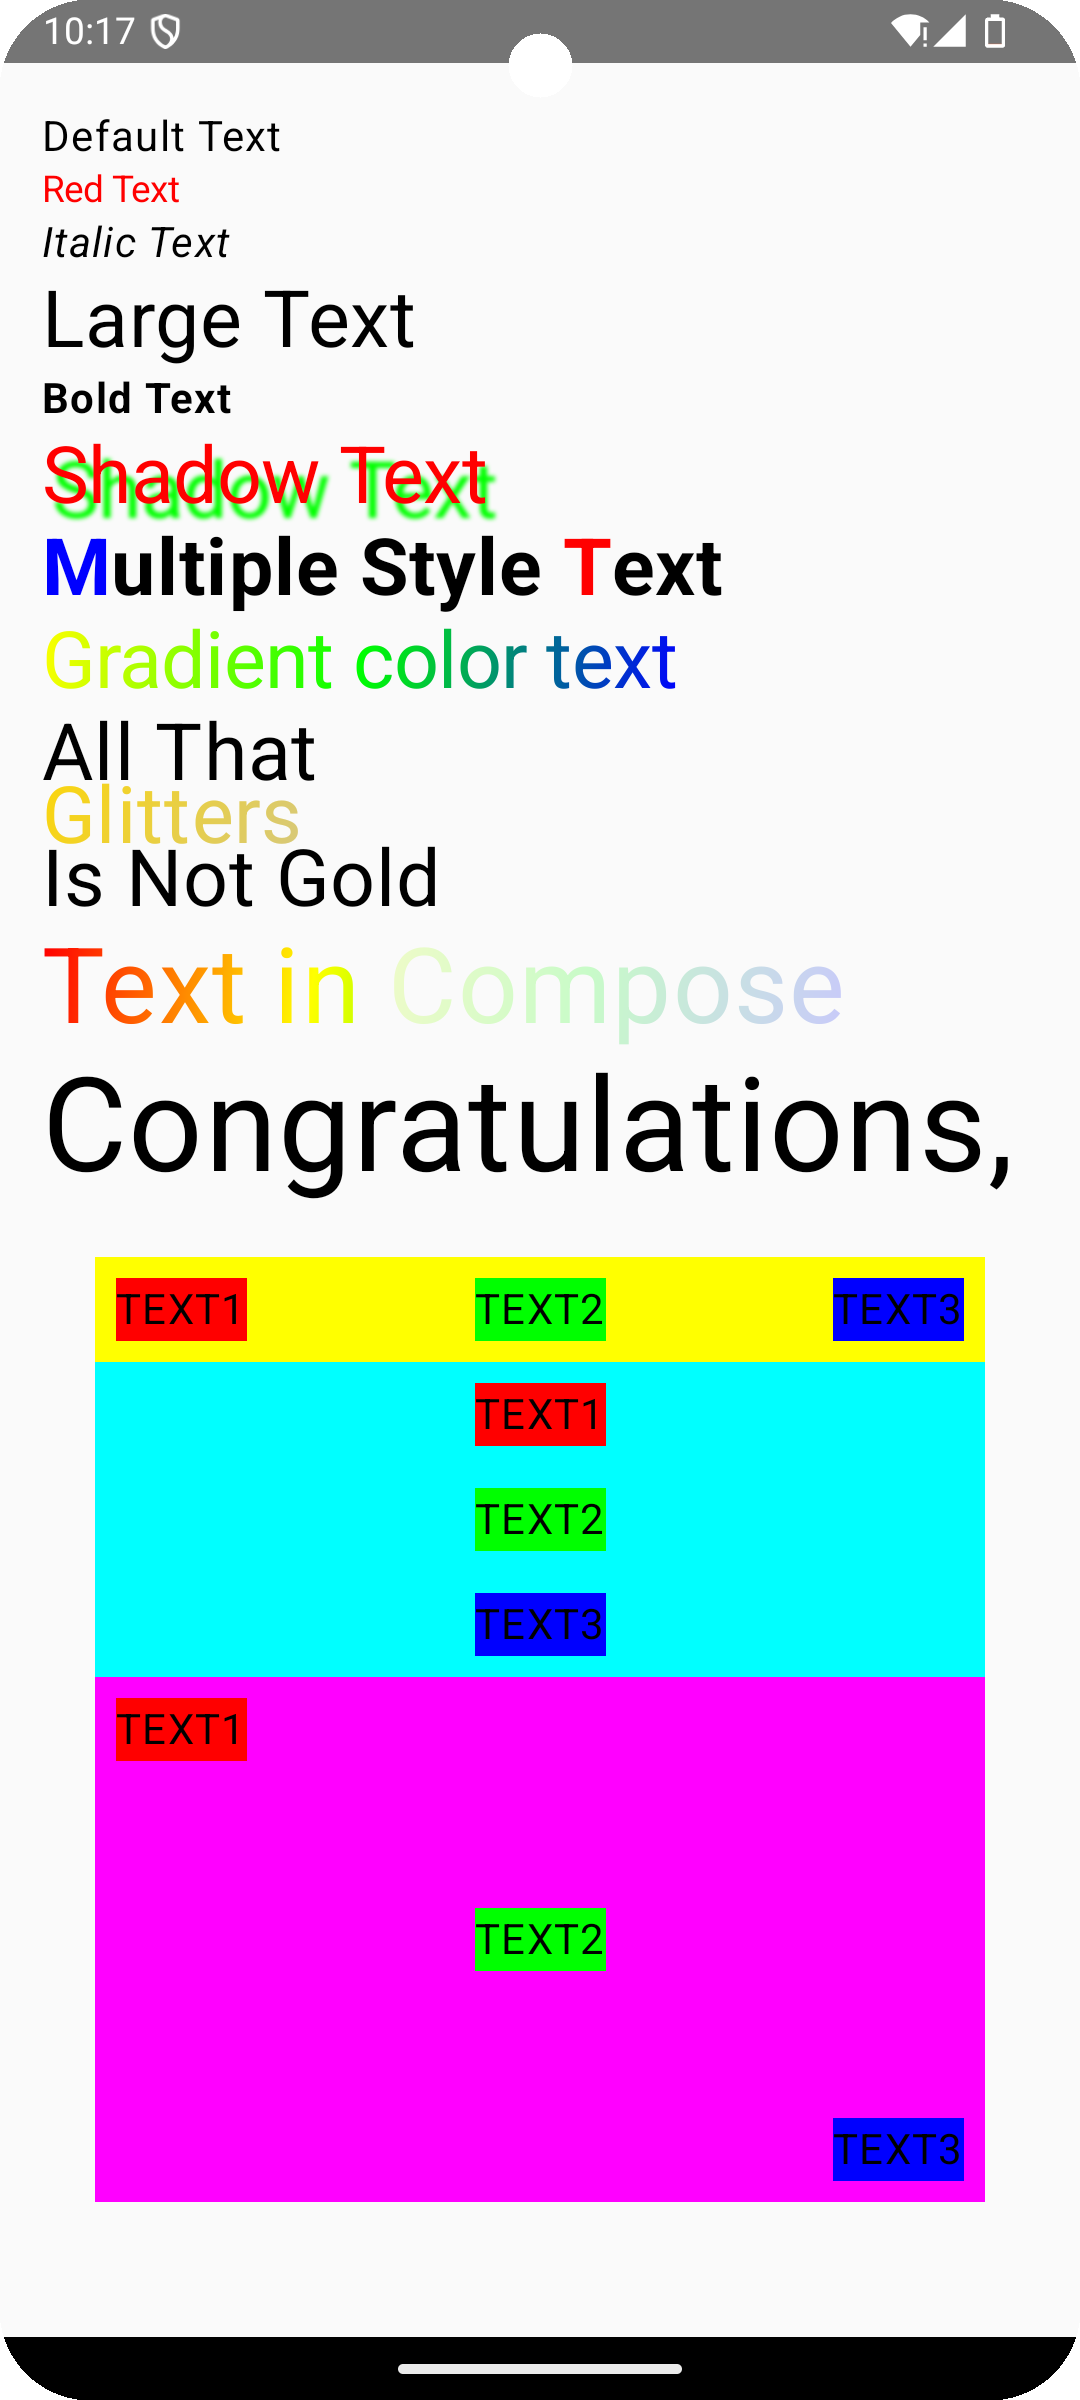 10:17
Default Text
Red Text
Italic Text
Large Text
Bold Text
Shadow Text
Multiple Style Text
Gradient color text
All That
Glitters
Is Not Gold
Text in Compose
Congratulations,
TEXT1 TEXT2 TEXT3
TEXT1
TEXT2
TEXT3
TEXT1
TEXT2
TEXT3